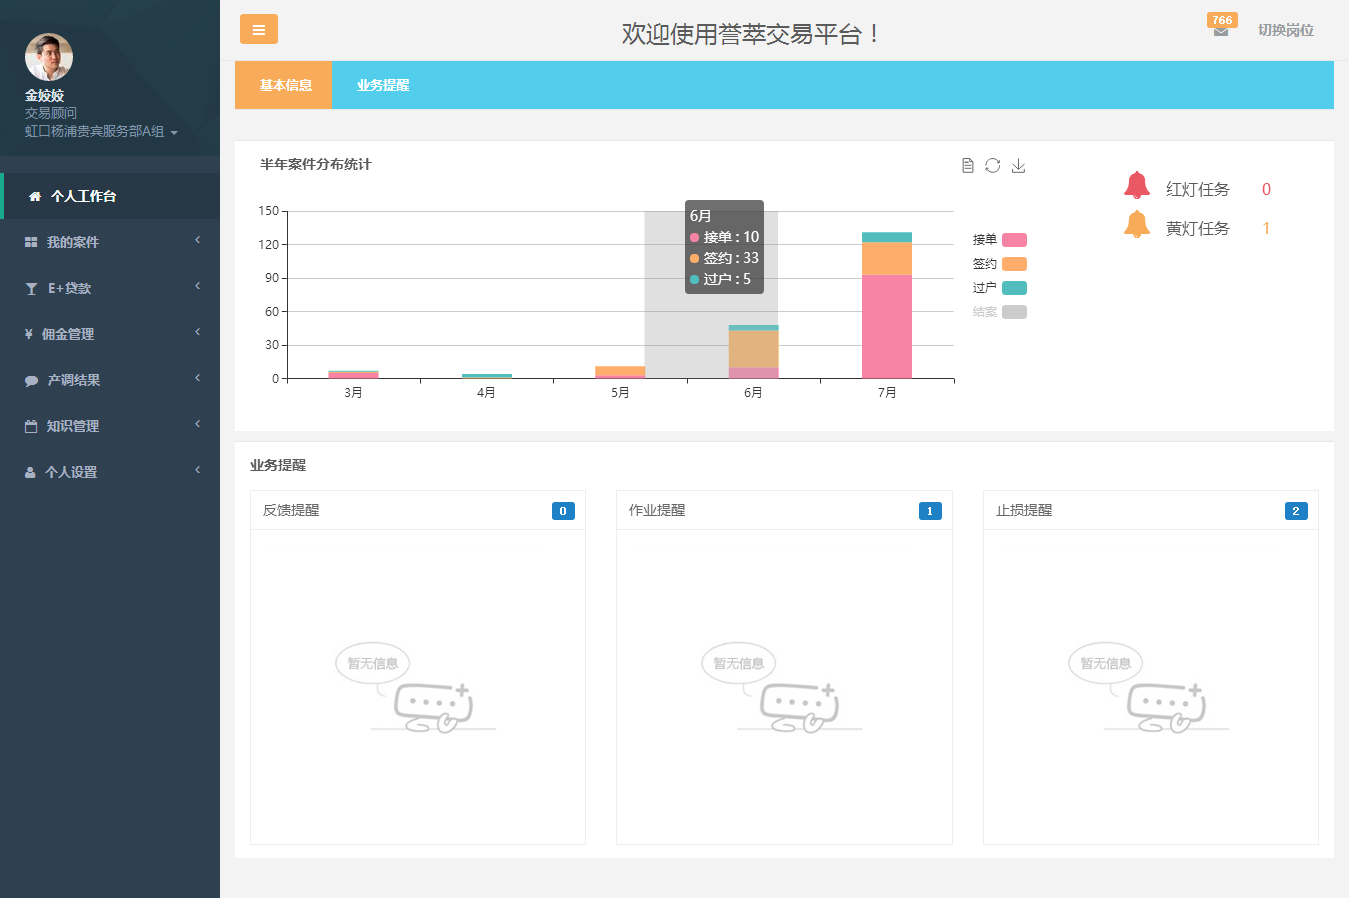 金姣姣
交易顾问
虹口杨浦贵宾服务部A组
个人工作台
我的案件
E+贷款
佣金管理
产调结果
知识管理
个人设置
欢迎使用誉萃交易平台！
766
切换岗位
基本信息
业务提醒
半年案件分布统计
150
120
90
60
30
0
3月
4月
5月
6月
7月
6月
接单 : 10
签约 : 33
过户 : 5
接单
签约
过户
结案
红灯任务 0
黄灯任务 1
业务提醒
反馈提醒 0
暂无信息
作业提醒 1
暂无信息
止损提醒 2
暂无信息